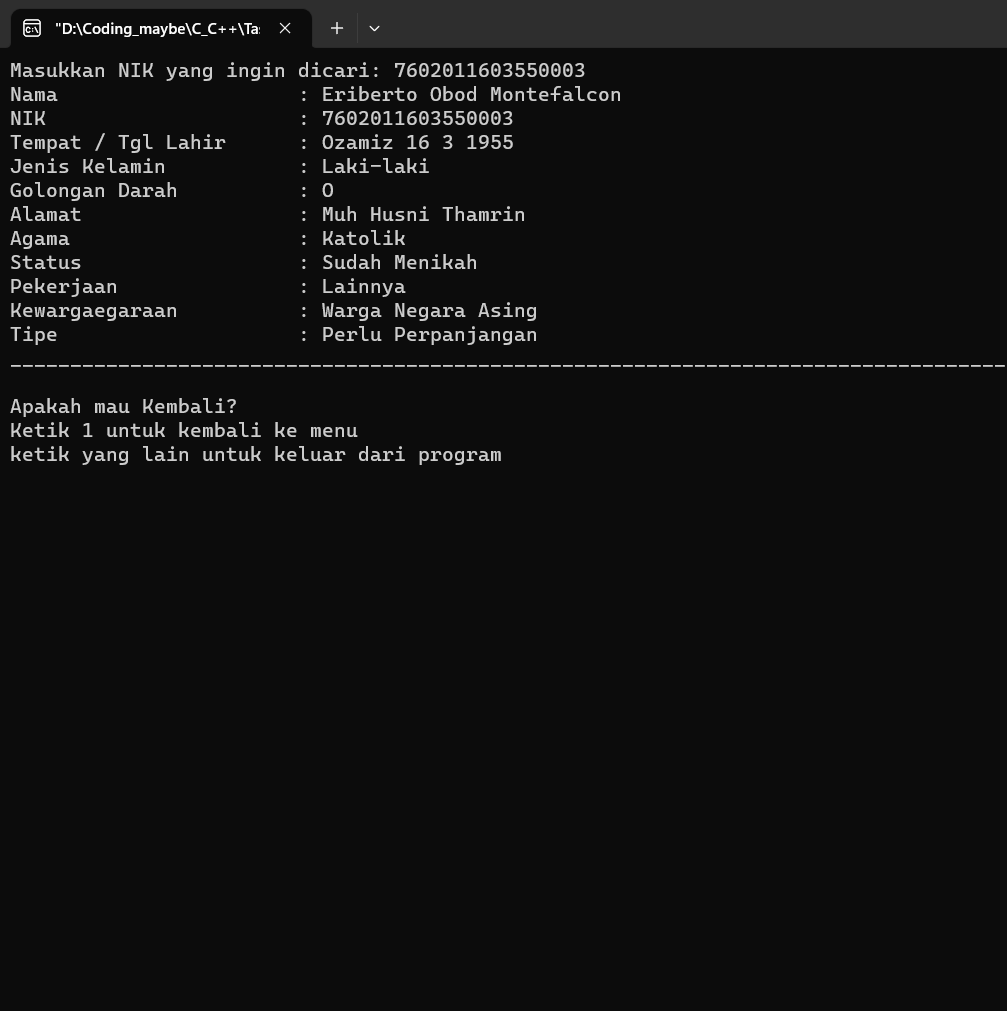 "D:\Coding_maybe\C_C++\Ta
Masukkan NIK yang ingin dicari: 7602011603550003
Nama : Eriberto Obod Montefalcon
NIK : 7602011603550003
Tempat / Tgl Lahir : Ozamiz 16 3 1955
Jenis Kelamin : Laki-laki
Golongan Darah : O
Alamat : Muh Husni Thamrin
Agama : Katolik
Status : Sudah Menikah
Pekerjaan : Lainnya
Kewargaegaraan : Warga Negara Asing
Tipe : Perlu Perpanjangan
-----------------------------------------------------------------------------------
Apakah mau Kembali?
Ketik 1 untuk kembali ke menu
ketik yang lain untuk keluar dari program